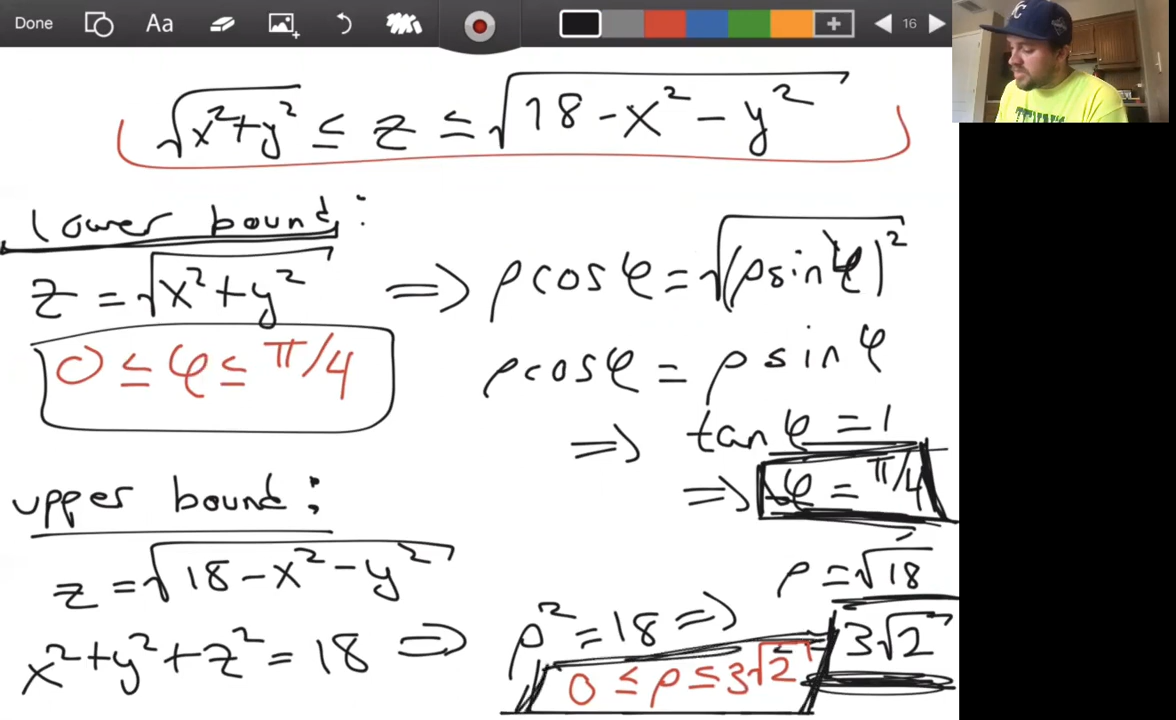 Done Aa 16
√(x²+y²) ≤ z ≤ √(18-x²-y²)
lower bound:
z = √(x²+y²) ⇒ ρcosφ = √((ρsinφ)²)
0 ≤ φ ≤ π/4
ρcosφ = ρsinφ
⇒ tanφ = 1
⇒ φ = π/4
upper bound:
z = √(18-x²-y²)
x²+y²+z² = 18 ⇒ ρ² = 18 ⇒ ρ = √18
= 3√2
0 ≤ ρ ≤ 3√2